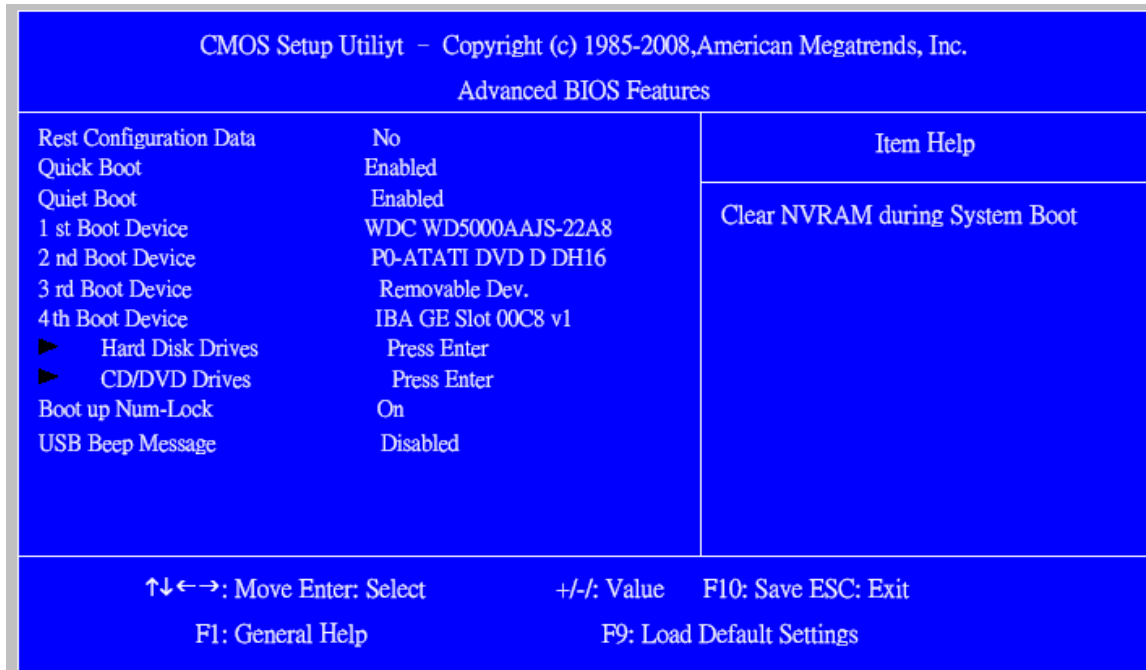 CMOS Setup Utiliyt – Copyright (c) 1985-2008,American Megatrends, Inc.
Advanced BIOS Features
Rest Configuration Data No
Quick Boot Enabled
Quiet Boot Enabled
1 st Boot Device WDC WD5000AAJS-22A8
2 nd Boot Device P0-ATATI DVD D DH16
3 rd Boot Device Removable Dev.
4 th Boot Device IBA GE Slot 00C8 v1
► Hard Disk Drives Press Enter
► CD/DVD Drives Press Enter
Boot up Num-Lock On
USB Beep Message Disabled
Item Help
Clear NVRAM during System Boot
↑↓←→: Move Enter: Select +/-/: Value F10: Save ESC: Exit
F1: General Help F9: Load Default Settings